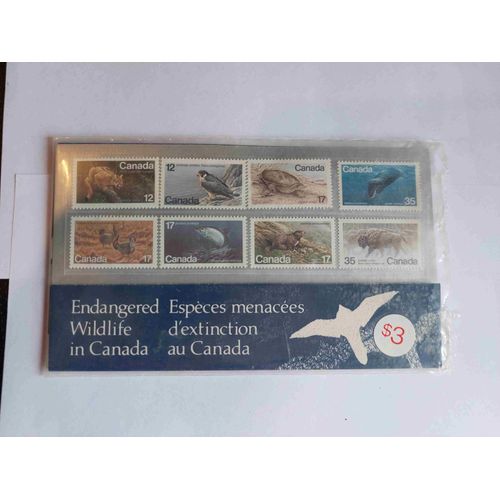 Canada
12
12
Canada
17
Canada
35
Canada
17
17
Canada
Canada
17
35
Canada
Endangered
Wildlife
in Canada
Espèces menacées
d'extinction
au Canada
$3